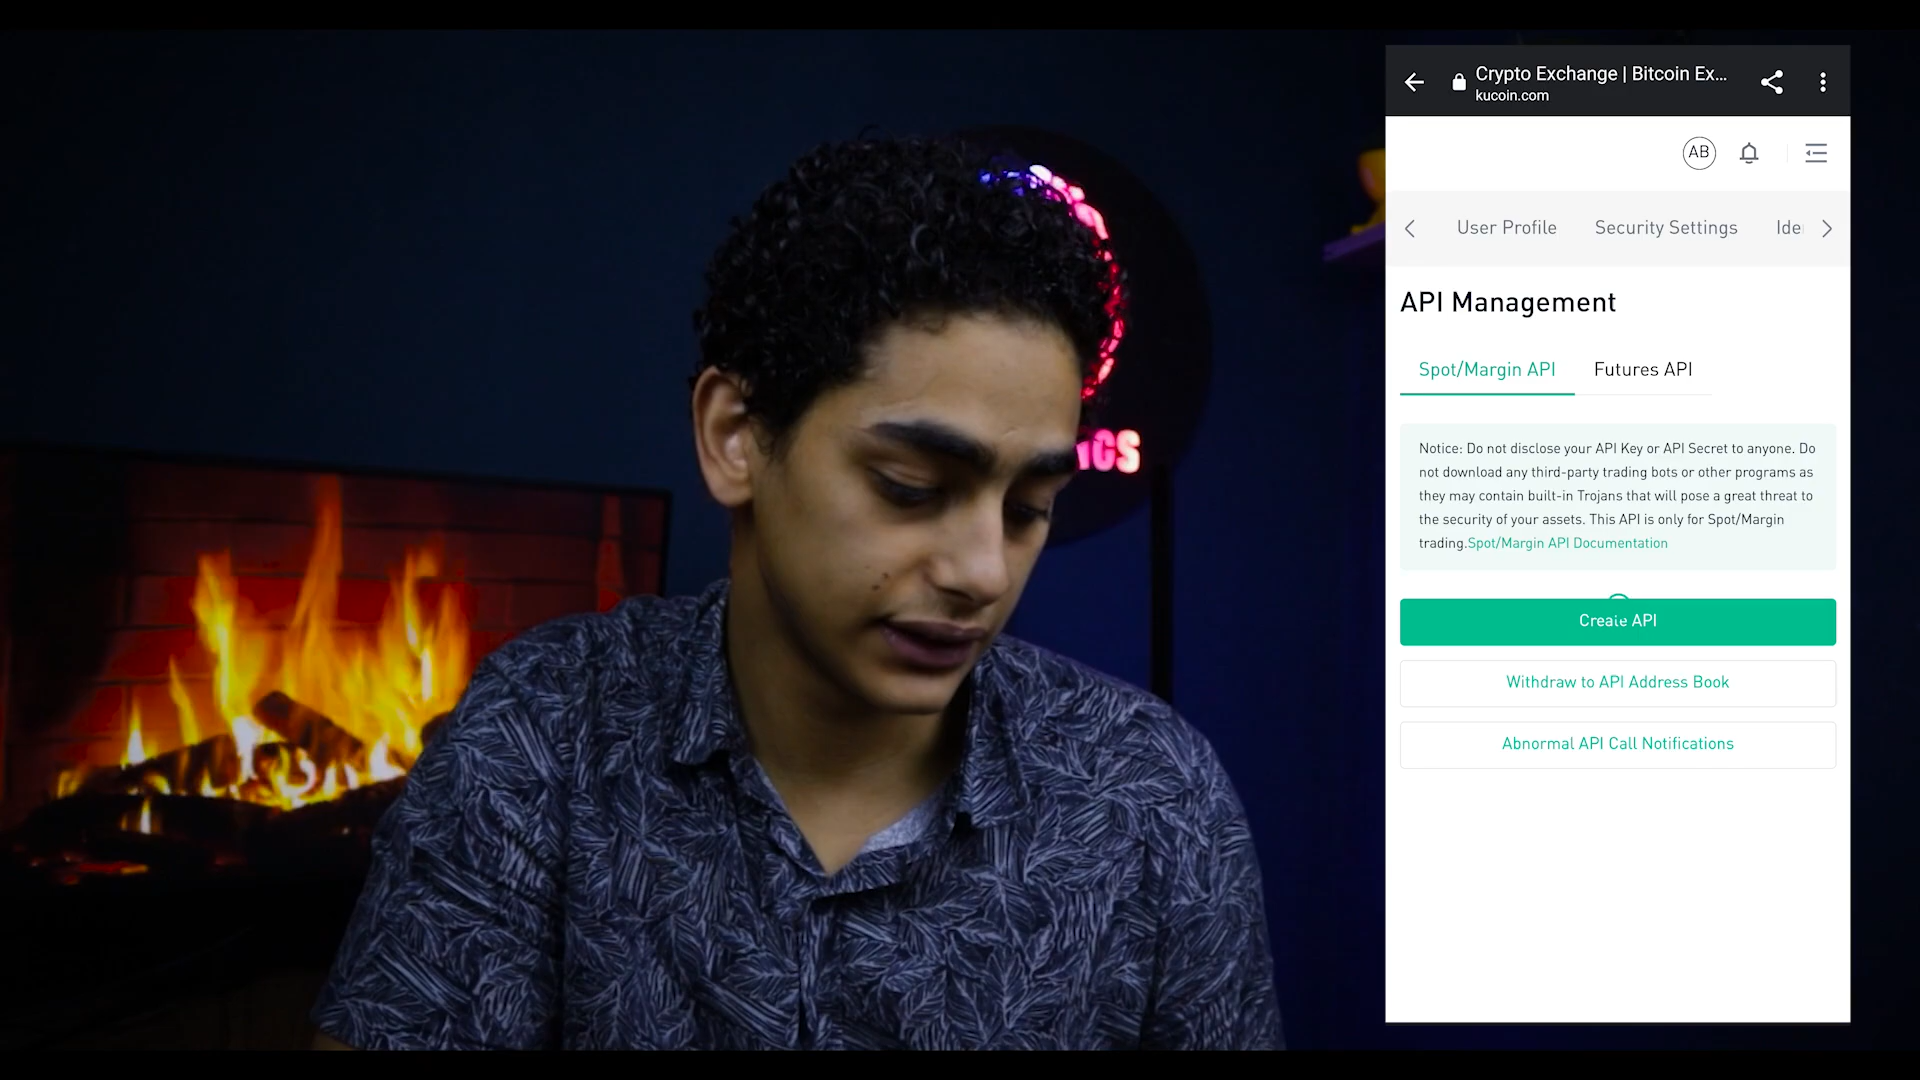 Crypto Exchange | Bitcoin Ex...
kucoin.com
AB
User Profile
Security Settings
Ide
API Management
Spot/Margin API
Futures API
Notice: Do not disclose your API Key or API Secret to anyone. Do
not download any third-party trading bots or other programs as
they may contain built-in Trojans that will pose a great threat to
the security of your assets. This API is only for Spot/Margin
trading.Spot/Margin API Documentation
Create API
Withdraw to API Address Book
Abnormal API Call Notifications